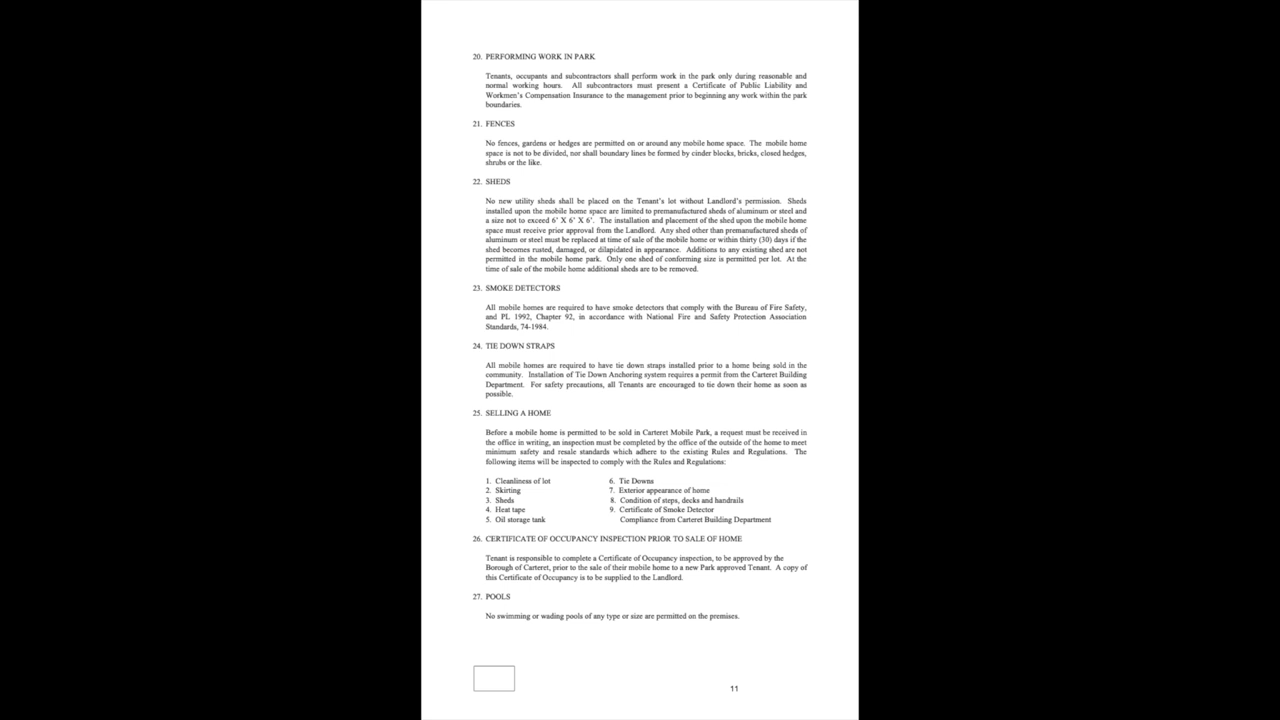 20. PERFORMING WORK IN PARK
Tenants, occupants and subcontractors shall perform work in the park only during reasonable and
normal working hours. All subcontractors must present a Certificate of Public Liability and
Workmen's Compensation Insurance to the management prior to beginning any work within the park
boundaries.
21. FENCES
No fences, gardens or hedges are permitted on or around any mobile home space. The mobile home
space is not to be divided, nor shall boundary lines be formed by cinder blocks, bricks, closed hedges,
shrubs or the like.
22. SHEDS
No new utility sheds shall be placed on the Tenant's lot without Landlord's permission. Sheds
installed upon the mobile home space are limited to premanufactured sheds of aluminum or steel and
a size not to exceed 6' X 6' X 6'. The installation and placement of the shed upon the mobile home
space must receive prior approval from the Landlord. Any shed other than premanufactured sheds of
aluminum or steel must be replaced at time of sale of the mobile home or within thirty (30) days if the
shed becomes rusted, damaged, or dilapidated in appearance. Additions to any existing shed are not
permitted in the mobile home park. Only one shed of conforming size is permitted per lot. At the
time of sale of the mobile home additional sheds are to be removed.
23. SMOKE DETECTORS
All mobile homes are required to have smoke detectors that comply with the Bureau of Fire Safety,
and PL 1992, Chapter 92, in accordance with National Fire and Safety Protection Association
Standards, 74-1984.
24. TIE DOWN STRAPS
All mobile homes are required to have tie down straps installed prior to a home being sold in the
community. Installation of Tie Down Anchoring system requires a permit from the Carteret Building
Department. For safety precautions, all Tenants are encouraged to tie down their home as soon as
possible.
25. SELLING A HOME
Before a mobile home is permitted to be sold in Carteret Mobile Park, a request must be received in
the office in writing, an inspection must be completed by the office of the outside of the home to meet
minimum safety and resale standards which adhere to the existing Rules and Regulations. The
following items will be inspected to comply with the Rules and Regulations:
1. Cleanliness of lot
2. Skirting
3. Sheds
4. Heat tape
5. Oil storage tank
6. Tie Downs
7. Exterior appearance of home
8. Condition of steps, decks and handrails
9. Certificate of Smoke Detector
Compliance from Carteret Building Department
26. CERTIFICATE OF OCCUPANCY INSPECTION PRIOR TO SALE OF HOME
Tenant is responsible to complete a Certificate of Occupancy inspection, to be approved by the
Borough of Carteret, prior to the sale of their mobile home to a new Park approved Tenant. A copy of
this Certificate of Occupancy is to be supplied to the Landlord.
27. POOLS
No swimming or wading pools of any type or size are permitted on the premises.
11